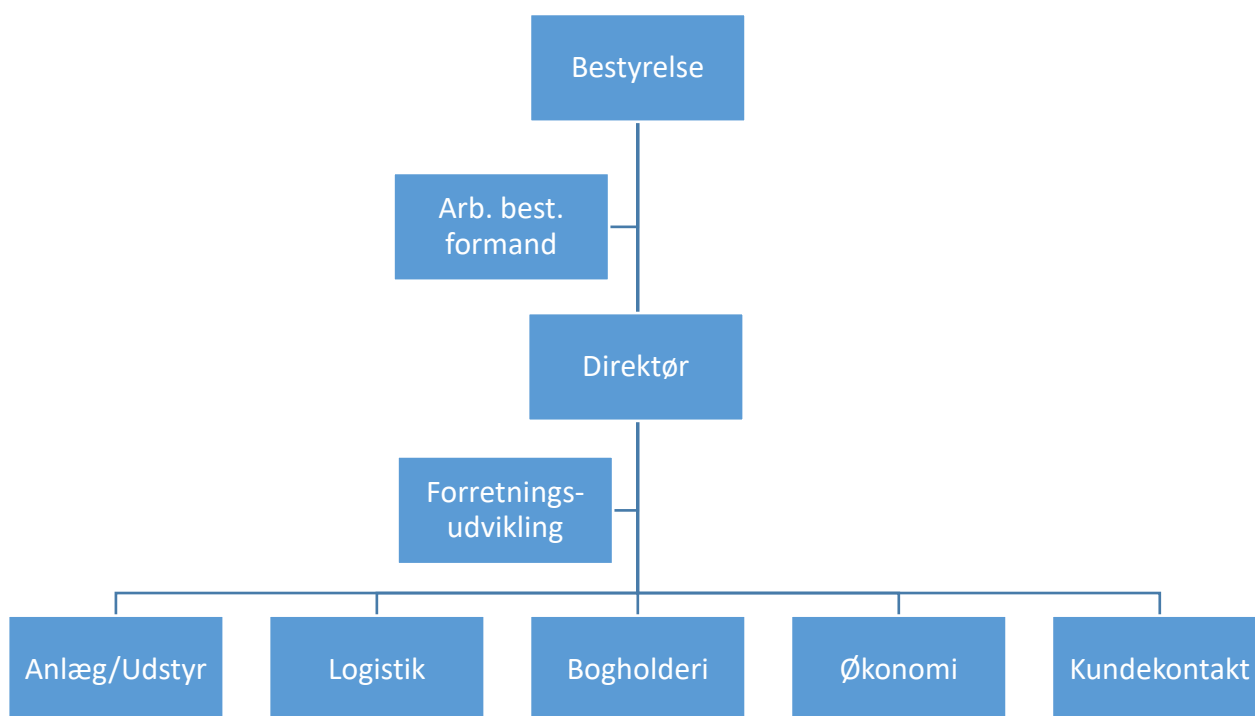 Bestyrelse
Arb. best.
formand
Direktør
Forretnings-
udvikling
Anlæg/Udstyr
Logistik
Bogholderi
Økonomi
Kundekontakt